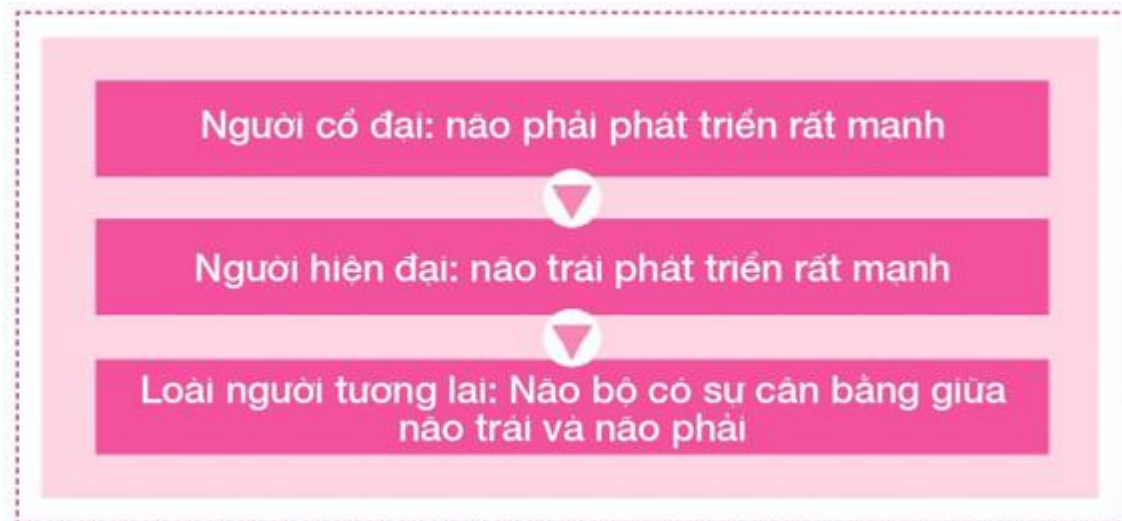 Người cổ đại: não phải phát triển rất mạnh
Người hiện đại: não trái phát triển rất mạnh
Loài người tương lai: Não bộ có sự cân bằng giữa
não trái và não phải